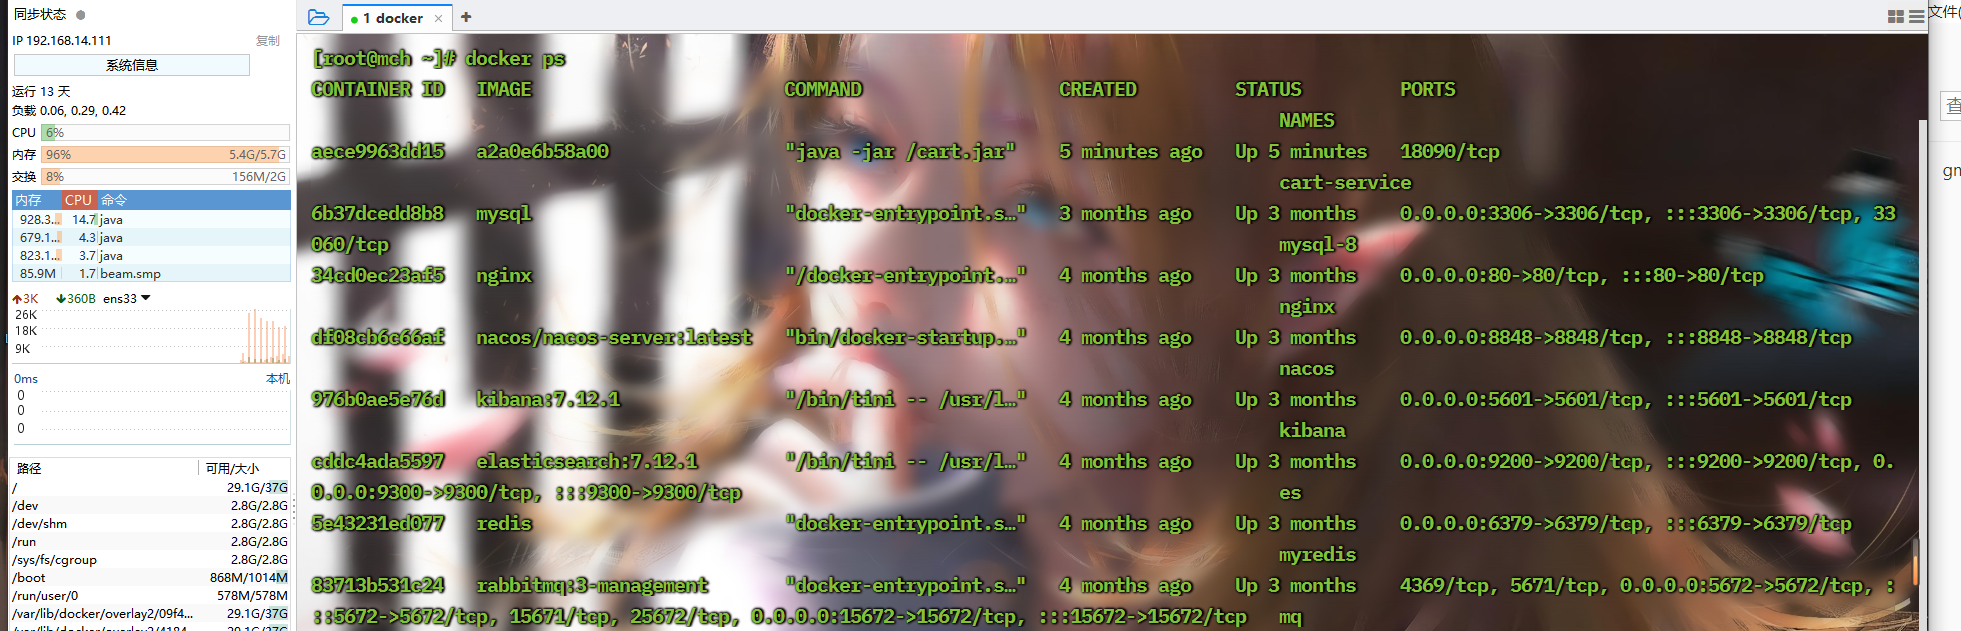 同步状态
IP 192.168.14.111 复制
系统信息
运行 13 天
负载 0.06, 0.29, 0.42
CPU 6%
内存 96% 5.4G/5.7G
交换 8% 156M/2G
内存 CPU 命令
928.3... 14.7 java
679.1... 4.3 java
823.1... 3.7 java
85.9M 1.7 beam.smp
3K 360B ens33
26K
18K
9K
0ms 本机
0
0
0
路径 可用/大小
/ 29.1G/37G
/dev 2.8G/2.8G
/dev/shm 2.8G/2.8G
/run 2.8G/2.8G
/sys/fs/cgroup 2.8G/2.8G
/boot 868M/1014M
/run/user/0 578M/578M
/var/lib/docker/overlay2/09f4... 29.1G/37G
1 docker × +
[root@mch ~]# docker ps
CONTAINER ID IMAGE COMMAND CREATED STATUS PORTS
NAMES
aece9963dd15 a2a0e6b58a00 "java -jar /cart.jar" 5 minutes ago Up 5 minutes 18090/tcp
cart-service
6b37dcedd8b8 mysql "docker-entrypoint.s…" 3 months ago Up 3 months 0.0.0.0:3306->3306/tcp, :::3306->3306/tcp, 33
060/tcp mysql-8
34cd0ec23af5 nginx "/docker-entrypoint.…" 4 months ago Up 3 months 0.0.0.0:80->80/tcp, :::80->80/tcp
nginx
df08cb6c66af nacos/nacos-server:latest "bin/docker-startup.…" 4 months ago Up 3 months 0.0.0.0:8848->8848/tcp, :::8848->8848/tcp
nacos
976b0ae5e76d kibana:7.12.1 "/bin/tini -- /usr/l…" 4 months ago Up 3 months 0.0.0.0:5601->5601/tcp, :::5601->5601/tcp
kibana
cddc4ada5597 elasticsearch:7.12.1 "/bin/tini -- /usr/l…" 4 months ago Up 3 months 0.0.0.0:9200->9200/tcp, :::9200->9200/tcp, 0.
0.0.0:9300->9300/tcp, :::9300->9300/tcp es
5e43231ed077 redis "docker-entrypoint.s…" 4 months ago Up 3 months 0.0.0.0:6379->6379/tcp, :::6379->6379/tcp
myredis
83713b531c24 rabbitmq:3-management "docker-entrypoint.s…" 4 months ago Up 3 months 4369/tcp, 5671/tcp, 0.0.0.0:5672->5672/tcp, :
::5672->5672/tcp, 15671/tcp, 25672/tcp, 0.0.0.0:15672->15672/tcp, :::15672->15672/tcp mq
文件(
查